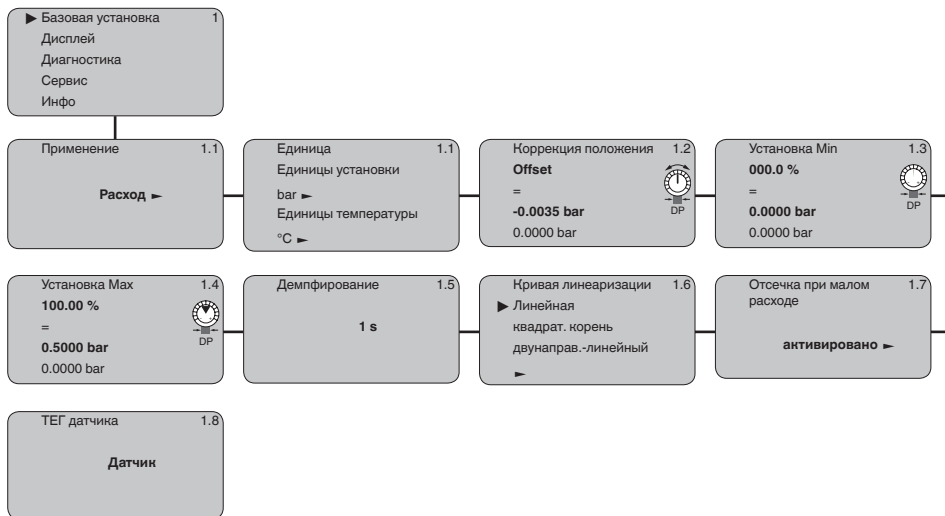 ▶ Базовая установка 1
Дисплей
Диагностика
Сервис
Инфо
Применение 1.1
Расход ►
Единица 1.1
Единицы установки
bar ►
Единицы температуры
°C ►
Коррекция положения 1.2
Offset
=
-0.0035 bar
0.0000 bar
DP
Установка Min 1.3
000.0 %
=
0.0000 bar
0.0000 bar
DP
Установка Max 1.4
100.00 %
=
0.5000 bar
0.0000 bar
DP
Демпфирование 1.5
1 s
Кривая линеаризации 1.6
▶ Линейная
квадрат. корень
двунаправ.-линейный
►
Отсечка при малом 1.7
расходе
активировано ►
ТЕГ датчика 1.8
Датчик